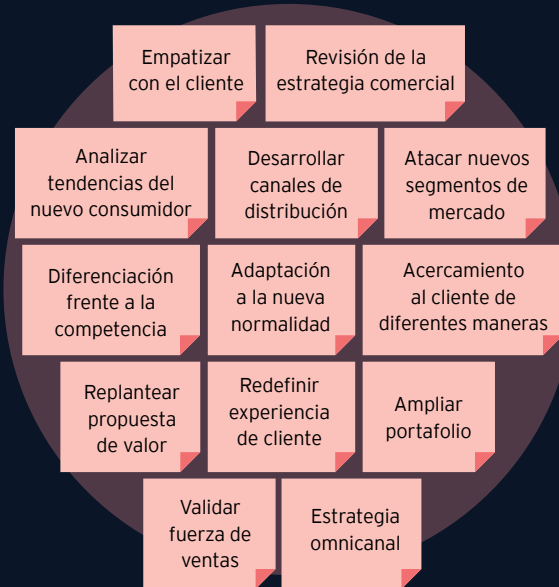 Empatizar
con el cliente
Revisión de la
estrategia comercial
Analizar
tendencias del
nuevo consumidor
Desarrollar
canales de
distribución
Atacar nuevos
segmentos de
mercado
Diferenciación
frente a la
competencia
Adaptación
a la nueva
normalidad
Acercamiento
al cliente de
diferentes maneras
Replantear
propuesta
de valor
Redefinir
experiencia
de cliente
Ampliar
portafolio
Validar
fuerza de
ventas
Estrategia
omnicanal